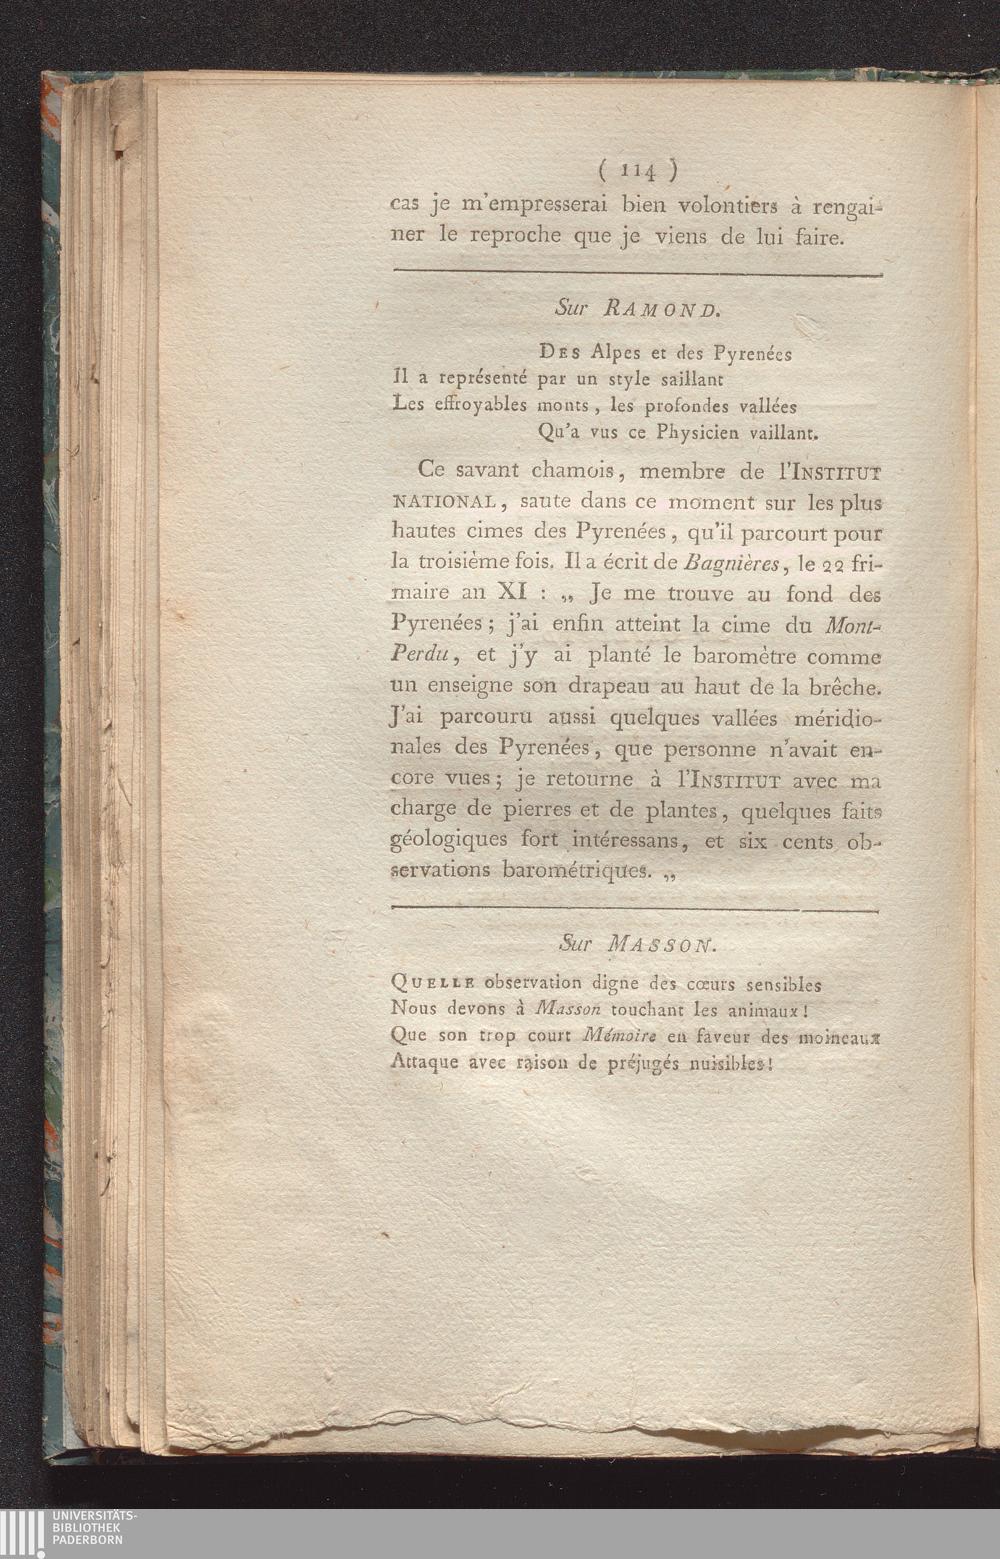 ( 114 )
cas je m'empresserai bien volontiers à rengai-
ner le reproche que je viens de lui faire.
Sur RAMOND.
DES Alpes et des Pyrenées
Il a représenté par un style saillant
Les effroyables monts, les profondes vallées
Qu'a vus ce Physicien vaillant.
Ce savant chamois, membre de l'INSTITUT
NATIONAL, saute dans ce moment sur les plus
hautes cimes des Pyrenées, qu'il parcourt pour
la troisième fois. Il a écrit de Bagnières, le 22 fri-
maire an XI : „ Je me trouve au fond des
Pyrenées ; j'ai enfin atteint la cime du Mont-
Perdu, et j'y ai planté le baromètre comme
un enseigne son drapeau au haut de la brêche.
J'ai parcouru aussi quelques vallées méridio-
nales des Pyrenées, que personne n'avait en-
core vues ; je retourne à l'INSTITUT avec ma
charge de pierres et de plantes, quelques faits
géologiques fort intéressans, et six cents ob-
servations barométriques. „
Sur MASSON.
QUELLE observation digne des cœurs sensibles
Nous devons à Masson touchant les animaux !
Que son trop court Mémoire en faveur des moineaux
Attaque avec raison de préjugés nuisibles !
UNIVERSITÄTS-
BIBLIOTHEK
PADERBORN